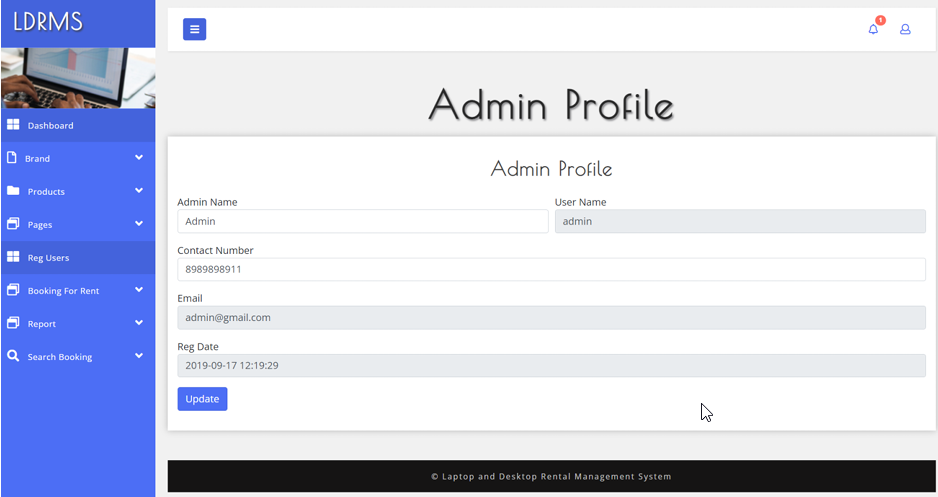 LDRMS
1
Dashboard
Brand
Products
Pages
Reg Users
Booking For Rent
Report
Search Booking
Admin Profile
Admin Profile
Admin Name
User Name
Admin
admin
Contact Number
8989898911
Email
admin@gmail.com
Reg Date
2019-09-17 12:19:29
Update
© Laptop and Desktop Rental Management System